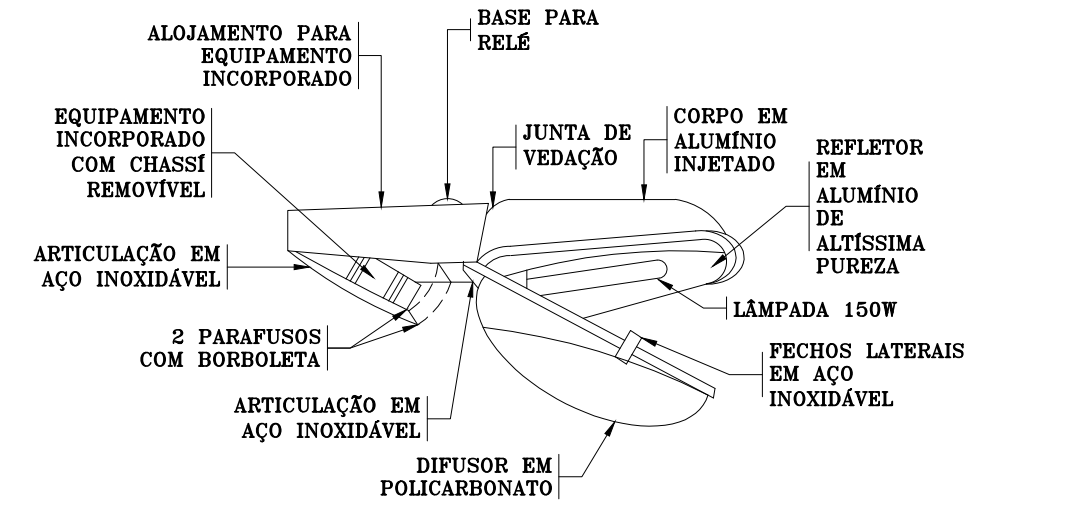 BASE PARA
RELÉ
ALOJAMENTO PARA
EQUIPAMENTO
INCORPORADO
EQUIPAMENTO
INCORPORADO
COM CHASSÍ
REMOVÍVEL
JUNTA DE
VEDAÇÃO
CORPO EM
ALUMÍNIO
INJETADO
REFLETOR
EM
ALUMÍNIO
DE
ALTÍSSIMA
PUREZA
ARTICULAÇÃO EM
AÇO INOXIDÁVEL
LÂMPADA 150W
2 PARAFUSOS
COM BORBOLETA
FECHOS LATERAIS
EM AÇO
INOXIDÁVEL
ARTICULAÇÃO EM
AÇO INOXIDÁVEL
DIFUSOR EM
POLICARBONATO